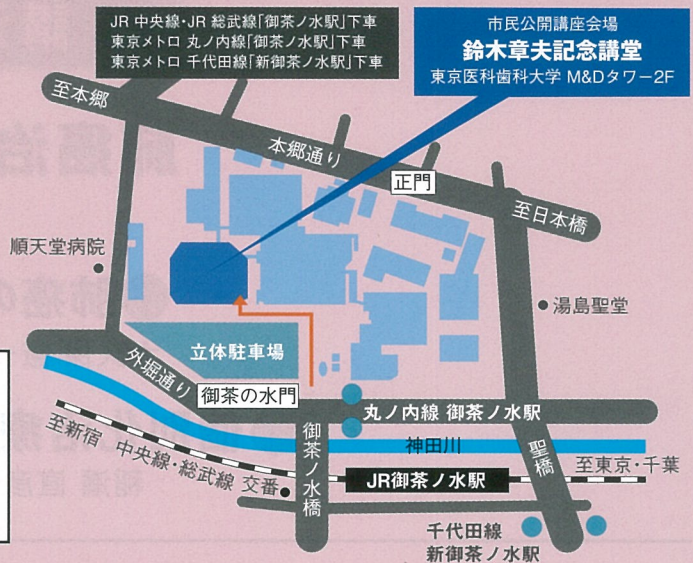 JR 中央線・JR 総武線「御茶ノ水駅」下車
東京メトロ 丸ノ内線「御茶ノ水駅」下車
東京メトロ 千代田線「新御茶ノ水駅」下車
市民公開講座会場
鈴木章夫記念講堂
東京医科歯科大学 M&Dタワー2F
至本郷
本郷通り
正門
至日本橋
順天堂病院
湯島聖堂
立体駐車場
外堀通り
御茶の水門
丸ノ内線 御茶ノ水駅
神田川
御茶ノ水橋
聖橋
至新宿
中央線・総武線
交番
JR御茶ノ水駅
至東京・千葉
千代田線
新御茶ノ水駅